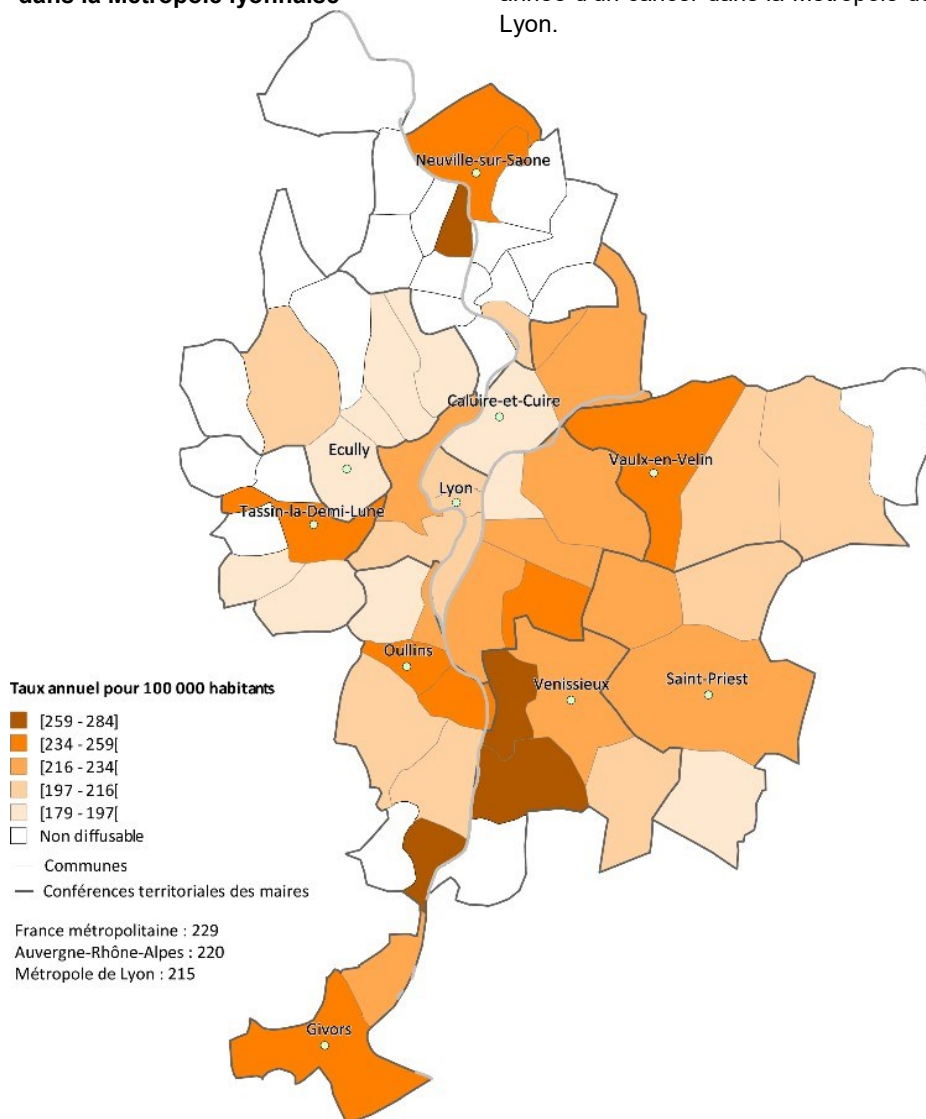 dans la Métropole lyonnaise
année d'un cancer dans la Métropole de
Lyon.
Neuville-sur-Saone
Caluire-et-Cuire
Ecully
Vaulx-en-Velin
Lyon
Tassin-la-Demi-Lune
Oullins
Venissieux
Saint-Priest
Taux annuel pour 100 000 habitants
[259 - 284]
[234 - 259[
[216 - 234[
[197 - 216[
[179 - 197[
Non diffusable
Communes
Conférences territoriales des maires
France métropolitaine : 229
Auvergne-Rhône-Alpes : 220
Métropole de Lyon : 215
Givors